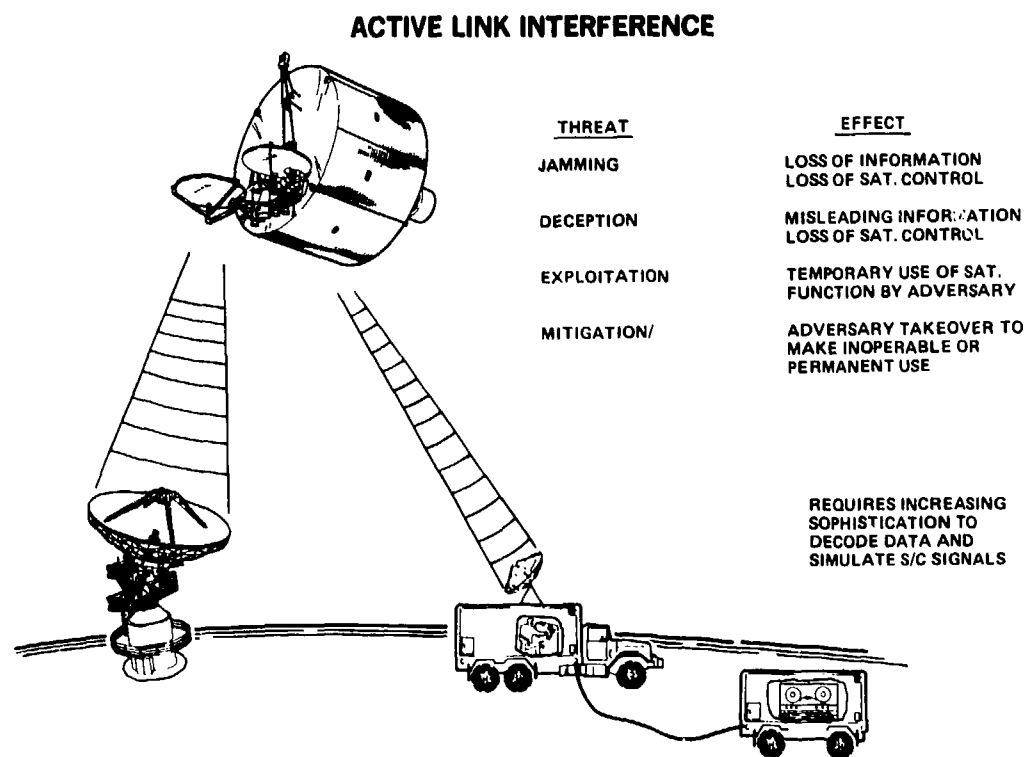 ACTIVE LINK INTERFERENCE
THREAT
EFFECT
JAMMING
LOSS OF INFORMATION
LOSS OF SAT. CONTROL
DECEPTION
MISLEADING INFORMATION
LOSS OF SAT. CONTROL
EXPLOITATION
TEMPORARY USE OF SAT.
FUNCTION BY ADVERSARY
MITIGATION/
ADVERSARY TAKEOVER TO
MAKE INOPERABLE OR
PERMANENT USE
REQUIRES INCREASING
SOPHISTICATION TO
DECODE DATA AND
SIMULATE S/C SIGNALS